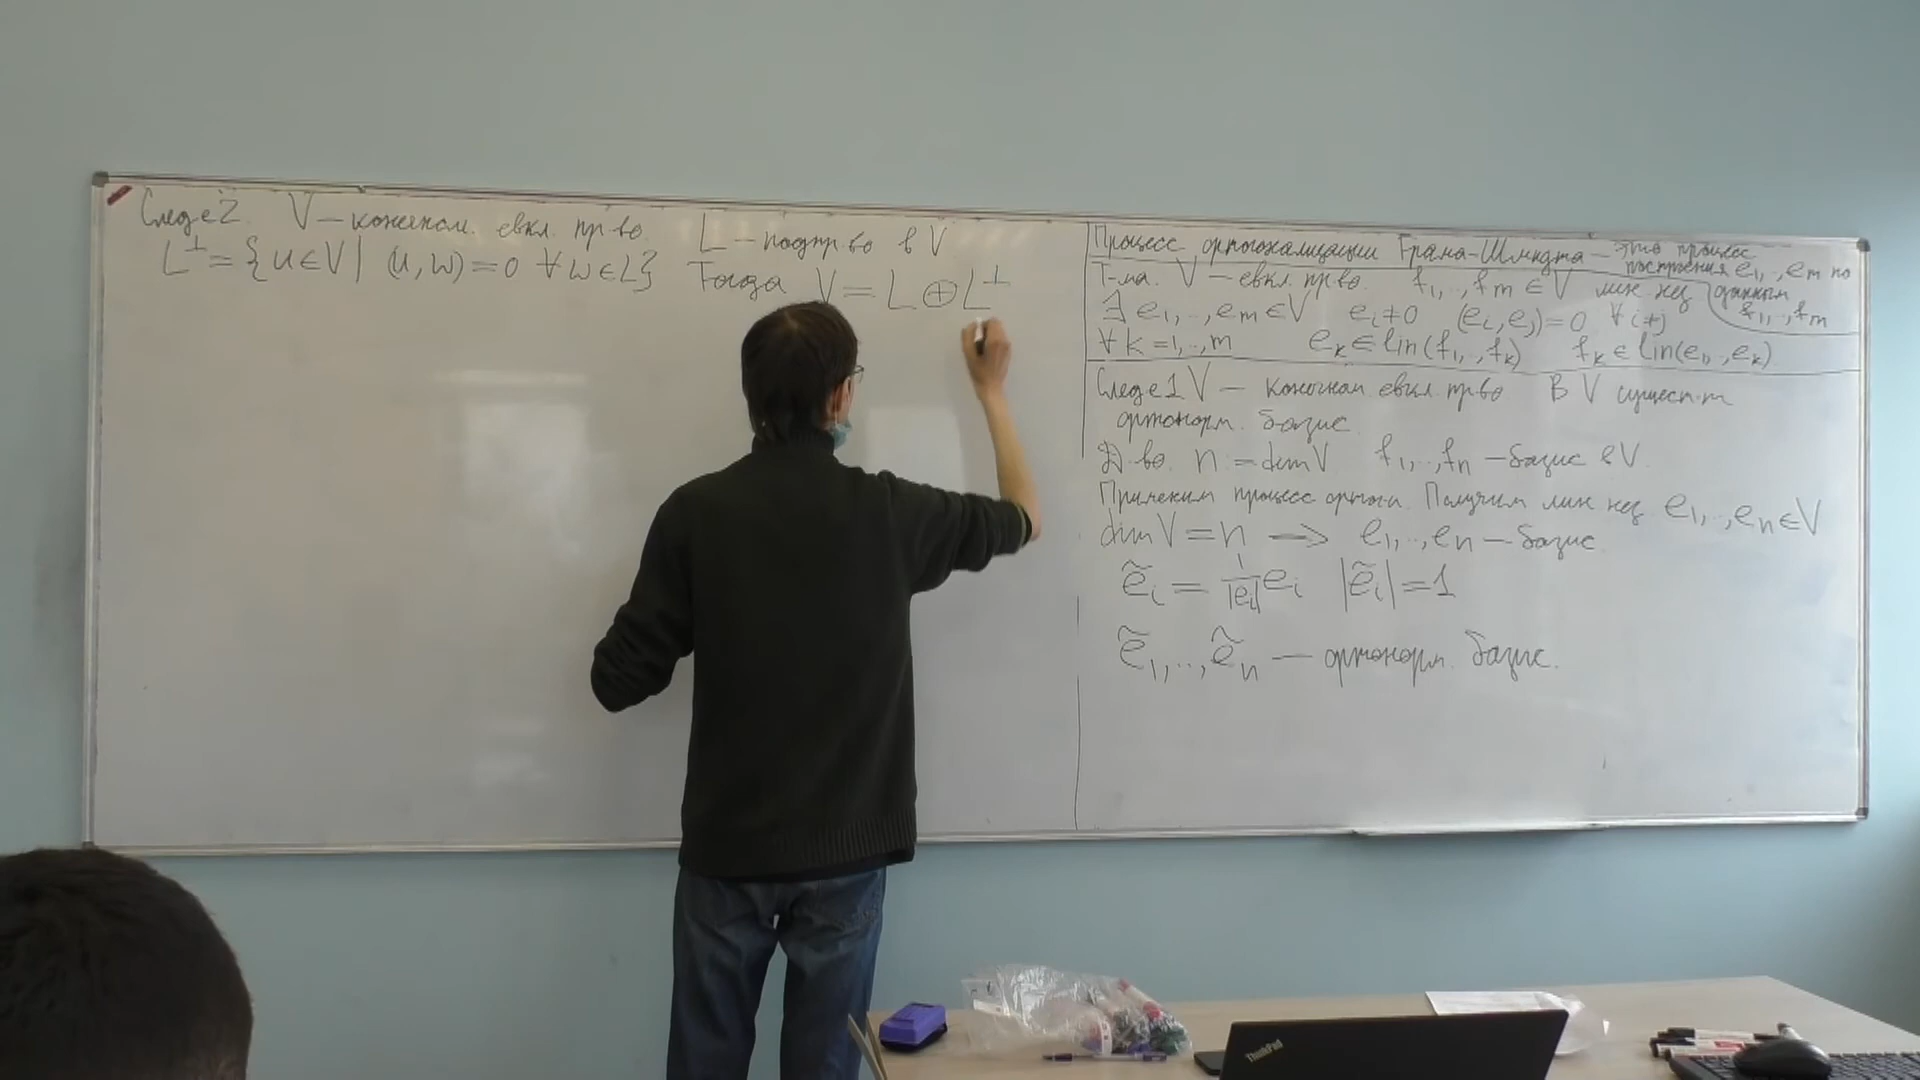 След-е 2. V – конечном. евкл. пр-во. L – подпр-во в V
L^⊥ = {u ∈ V | (u, w) = 0 ∀ w ∈ L} Тогда V = L ⊕ L^⊥
Процесс ортогонализации Грама-Шмидта – это процесс построения e₁,..,eₘ по данным f₁,..,fₘ
Т-ма. V – евкл. пр-во. f₁,..,fₘ ∈ V лин. нез
∃ e₁,..,eₘ ∈ V eᵢ ≠ 0 (eᵢ, eⱼ) = 0 ∀ i ≠ j
∀ k = 1,..,m eₖ ∈ lin(f₁,..,fₖ) fₖ ∈ lin(e₁,..,eₖ)
След-е 1 V – конечном евкл. пр-во В V существ-т
ортонорм. базис.
Д-во. n := dim V f₁,..,fₙ – базис в V.
Применим процесс ортог-и. Получим лин. нез. e₁,..,eₙ ∈ V
dim V = n ⇒ e₁,..,eₙ – базис
ẽᵢ = 1/|eᵢ| eᵢ |ẽᵢ| = 1
ẽ₁,..,ẽₙ – ортонорм. базис.
ThinkPad